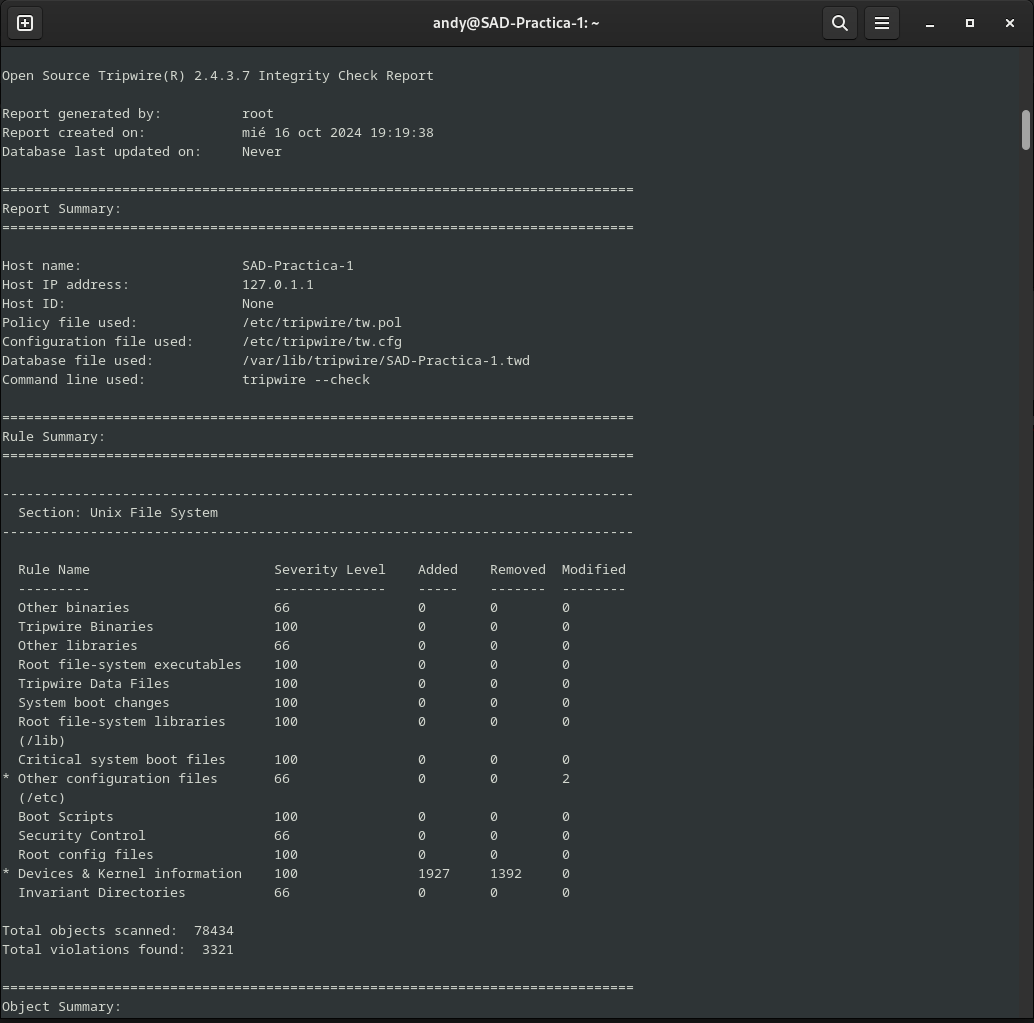 andy@SAD-Practica-1: ~
Open Source Tripwire(R) 2.4.3.7 Integrity Check Report
Report generated by:          root
Report created on:            mié 16 oct 2024 19:19:38
Database last updated on:     Never
===============================================================================
Report Summary:
===============================================================================
Host name:                    SAD-Practica-1
Host IP address:              127.0.1.1
Host ID:                      None
Policy file used:             /etc/tripwire/tw.pol
Configuration file used:      /etc/tripwire/tw.cfg
Database file used:           /var/lib/tripwire/SAD-Practica-1.twd
Command line used:            tripwire --check
===============================================================================
Rule Summary:
===============================================================================
-------------------------------------------------------------------------------
  Section: Unix File System
-------------------------------------------------------------------------------
  Rule Name                       Severity Level    Added    Removed  Modified
  ---------                       --------------    -----    -------  --------
  Other binaries                  66                0        0        0
  Tripwire Binaries               100               0        0        0
  Other libraries                 66                0        0        0
  Root file-system executables    100               0        0        0
  Tripwire Data Files             100               0        0        0
  System boot changes             100               0        0        0
  Root file-system libraries      100               0        0        0
  (/lib)
  Critical system boot files      100               0        0        0
* Other configuration files       66                0        0        2
  (/etc)
  Boot Scripts                    100               0        0        0
  Security Control                66                0        0        0
  Root config files               100               0        0        0
* Devices & Kernel information    100               1927     1392     0
  Invariant Directories           66                0        0        0
Total objects scanned:  78434
Total violations found:  3321
===============================================================================
Object Summary: